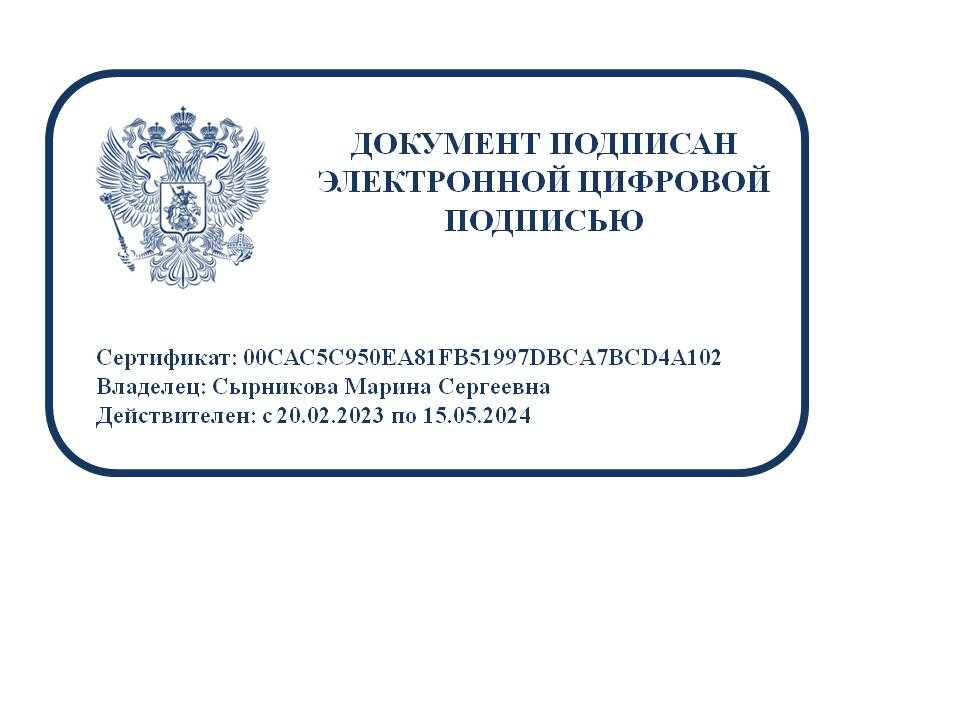 ДОКУМЕНТ ПОДПИСАН
ЭЛЕКТРОННОЙ ЦИФРОВОЙ
ПОДПИСЬЮ
Сертификат: 00CAC5C950EA81FB51997DBCA7BCD4A102
Владелец: Сырникова Марина Сергеевна
Действителен: с 20.02.2023 по 15.05.2024